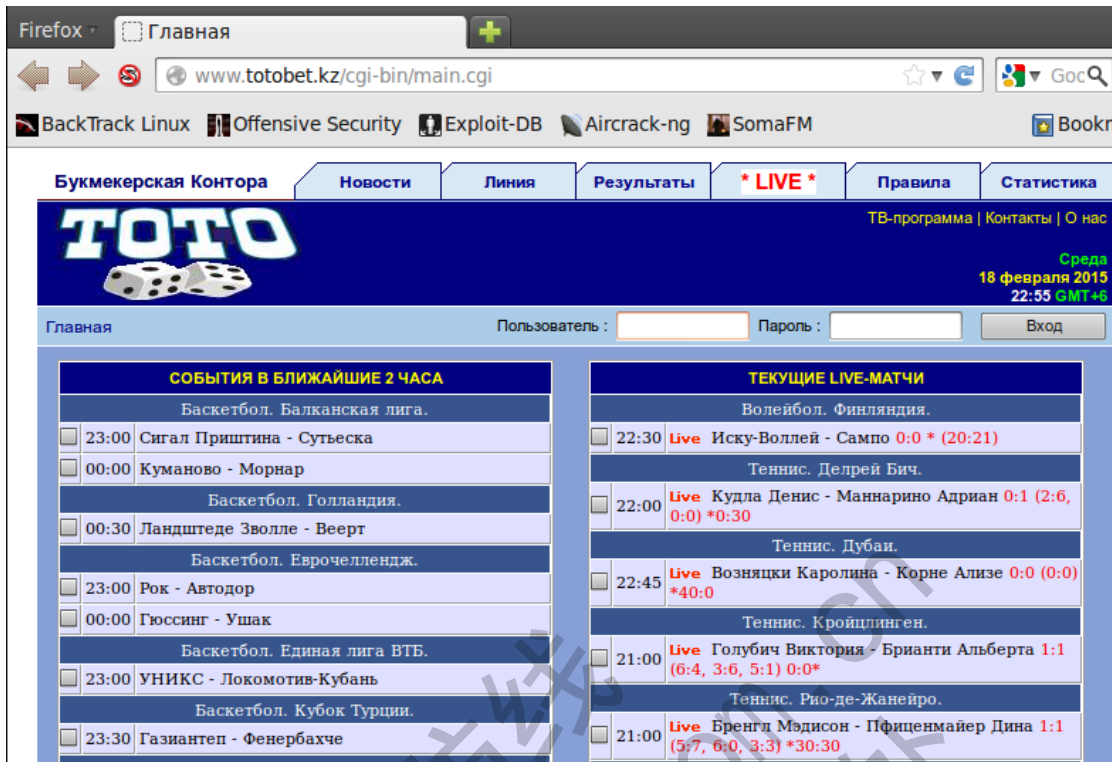 Firefox
Главная
www.totobet.kz/cgi-bin/main.cgi
BackTrack Linux Offensive Security Exploit-DB Aircrack-ng SomaFM
Букмекерская Контора Новости Линия Результаты * LIVE * Правила Статистика
ТОТО
ТВ-программа | Контакты | О нас
Среда
18 февраля 2015
22:55 GMT+6
Главная Пользователь : Пароль : Вход
СОБЫТИЯ В БЛИЖАЙШИЕ 2 ЧАСА
Баскетбол. Балканская лига.
23:00 Сигал Приштина - Сутьеска
00:00 Куманово - Морнар
Баскетбол. Голландия.
00:30 Ландштеде Зволле - Веерт
Баскетбол. Еврочеллендж.
23:00 Рок - Автодор
00:00 Гюссинг - Ушак
Баскетбол. Единая лига ВТБ.
23:00 УНИКС - Локомотив-Кубань
Баскетбол. Кубок Турции.
23:30 Газиантеп - Фенербахче
ТЕКУЩИЕ LIVE-МАТЧИ
Волейбол. Финляндия.
22:30 Live Иску-Воллей - Сампо 0:0 * (20:21)
Теннис. Делрей Бич.
22:00 Live Кудла Денис - Маннарино Адриан 0:1 (2:6,
0:0) *0:30
Теннис. Дубаи.
22:45 Live Возняцки Каролина - Корне Ализе 0:0 (0:0)
*40:0
Теннис. Кройцлинген.
21:00 Live Голубич Виктория - Брианти Альберта 1:1
(6:4, 3:6, 5:1) 0:0*
Теннис. Рио-де-Жанейро.
21:00 Live Бренгл Мэдисон - Пфиценмайер Дина 1:1
(5:7, 6:0, 3:3) *30:30